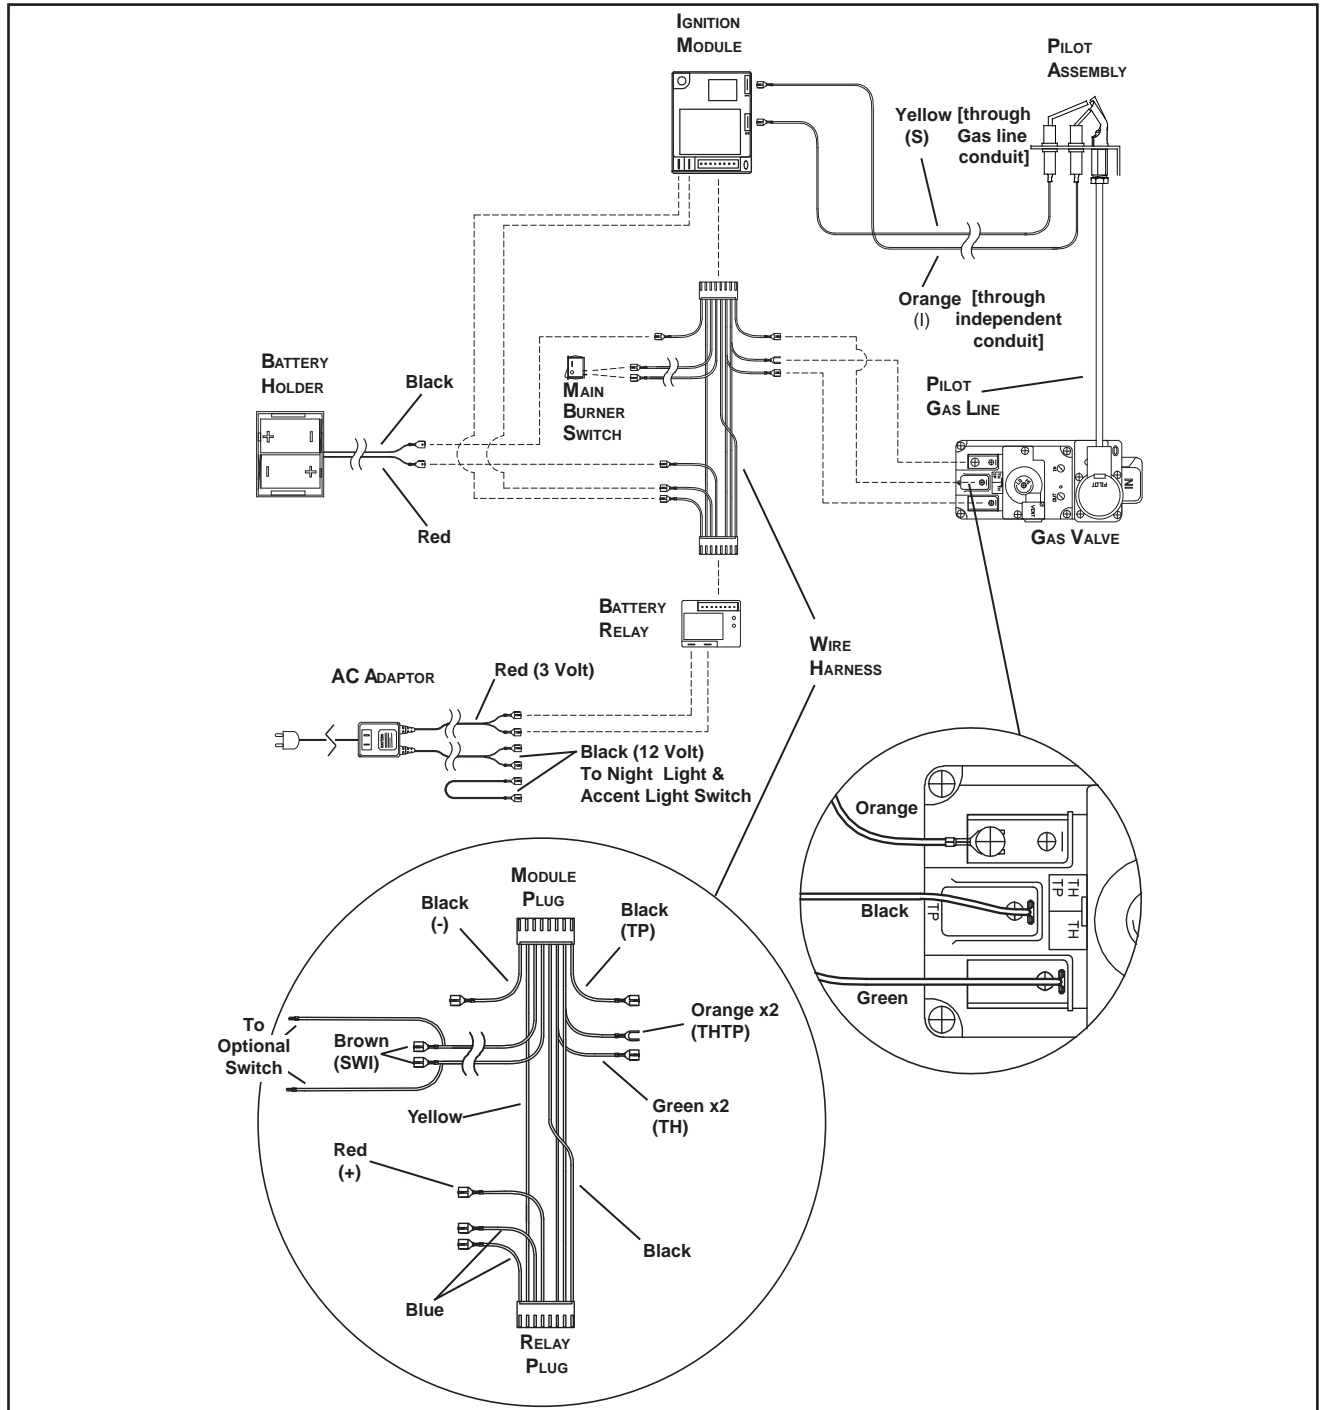 Ignition
Module
Pilot
Assembly
Yellow [through
(S) Gas line
conduit]
Orange [through
(I) independent
conduit]
Battery
Holder
Black
Main
Burner
Switch
Pilot
Gas Line
Red
Gas Valve
IN
PILOT
Battery
Relay
Wire
Harness
AC Adaptor
Red (3 Volt)
Black (12 Volt)
To Night Light &
Accent Light Switch
Orange
Black
Green
TP
TH
TP
TH
Module
Plug
Black
(-)
Black
(TP)
To
Optional
Switch
Brown
(SWI)
Orange x2
(THTP)
Green x2
(TH)
Yellow
Red
(+)
Black
Blue
Relay
Plug